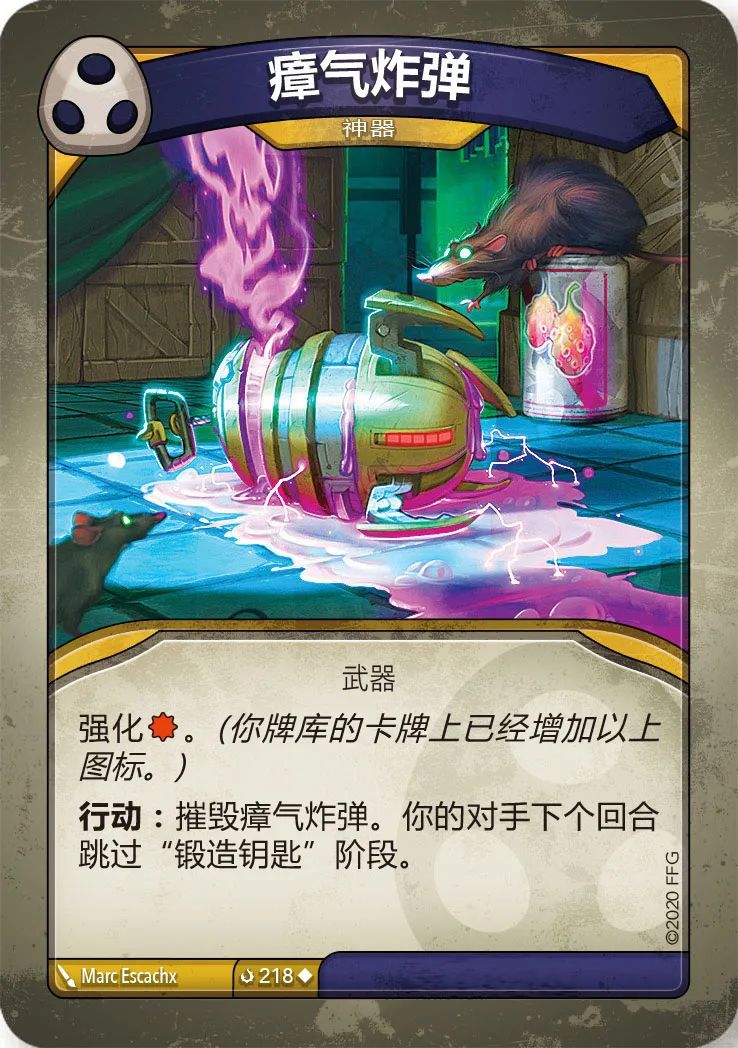 瘴气炸弹
神器
武器
强化 。(你牌库的卡牌上已经增加以上
图标。)
行动：摧毁瘴气炸弹。你的对手下个回合
跳过“锻造钥匙”阶段。
©2020 FFG
Marc Escachx
218